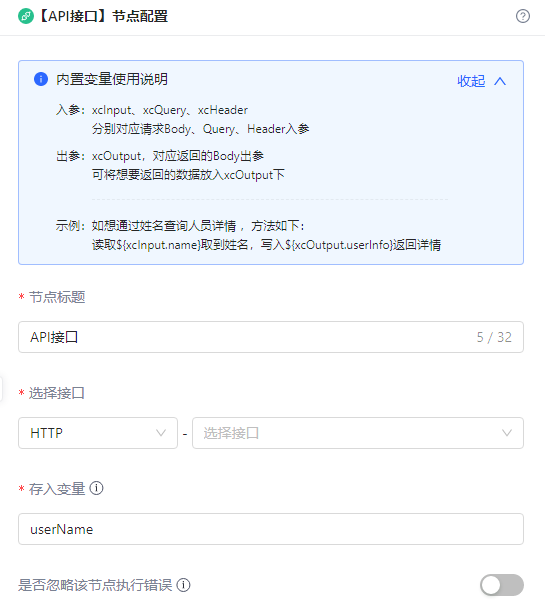 【API接口】节点配置
内置变量使用说明 收起
入参：xcInput、xcQuery、xcHeader
分别对应请求Body、Query、Header入参
出参：xcOutput，对应返回的Body出参
可将想要返回的数据放入xcOutput下
示例：如想通过姓名查询人员详情 ，方法如下：
读取${xcInput.name}取到姓名，写入${xcOutput.userInfo}返回详情
* 节点标题
API接口 5 / 32
* 选择接口
HTTP - 选择接口
* 存入变量
userName
是否忽略该节点执行错误